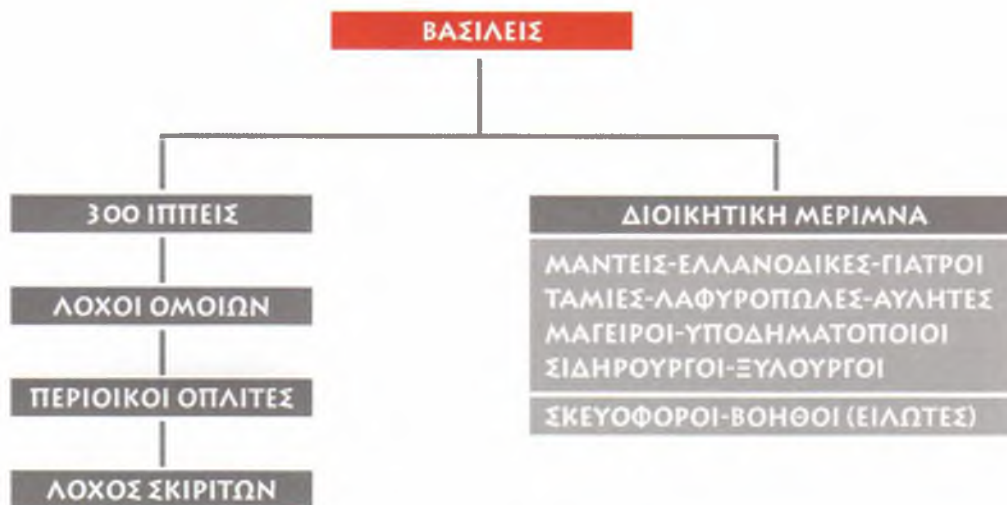 ΒΑΣΙΛΕΙΣ
300 ΙΠΠΕΙΣ
ΛΟΧΟΙ ΟΜΟΙΩΝ
ΠΕΡΙΟΙΚΟΙ ΟΠΛΙΤΕΣ
ΛΟΧΟΣ ΣΚΙΡΙΤΩΝ
ΔΙΟΙΚΗΤΙΚΗ ΜΕΡΙΜΝΑ
ΜΑΝΤΕΙΣ-ΕΛΛΑΝΟΔΙΚΕΣ-ΓΙΑΤΡΟΙ
ΤΑΜΙΕΣ-ΛΑΦΥΡΟΠΩΛΕΣ-ΑΥΛΗΤΕΣ
ΜΑΓΕΙΡΟΙ-ΥΠΟΔΗΜΑΤΟΠΟΙΟΙ
ΣΙΔΗΡΟΥΡΓΟΙ-ΞΥΛΟΥΡΓΟΙ
ΣΚΕΥΟΦΟΡΟΙ-ΒΟΗΘΟΙ (ΕΙΛΩΤΕΣ)